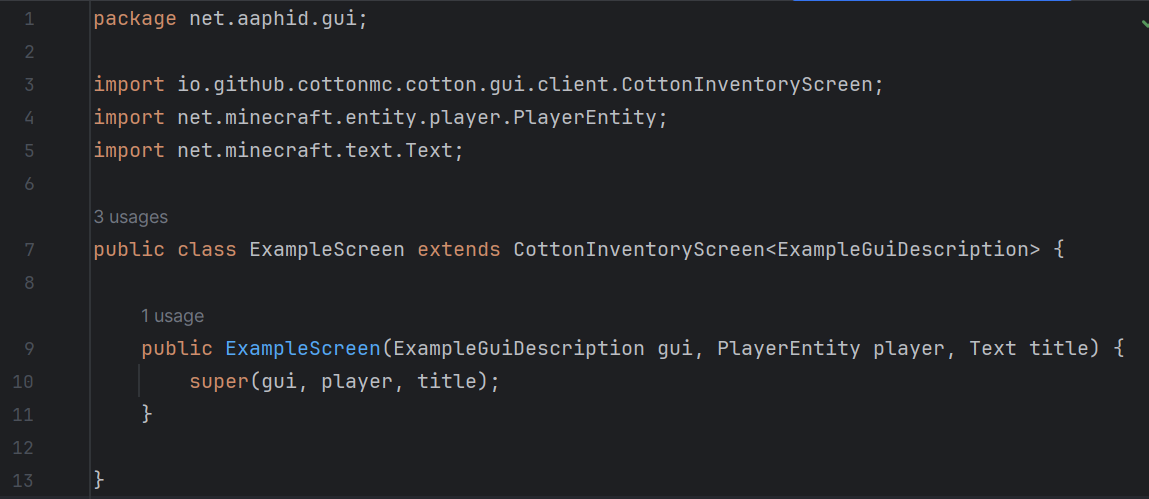 1 package net.aaphid.gui;
2
3 import io.github.cottonmc.cotton.gui.client.CottonInventoryScreen;
4 import net.minecraft.entity.player.PlayerEntity;
5 import net.minecraft.text.Text;
6
3 usages
7 public class ExampleScreen extends CottonInventoryScreen<ExampleGuiDescription> {
8
1 usage
9 public ExampleScreen(ExampleGuiDescription gui, PlayerEntity player, Text title) {
10 super(gui, player, title);
11 }
12
13 }